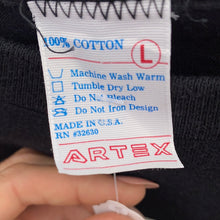 100% COTTON
L
Machine Wash Warm
Tumble Dry Low
Do Not Bleach
Do Not Iron Design
MADE IN U.S.A.
RN #32630
ARTEX